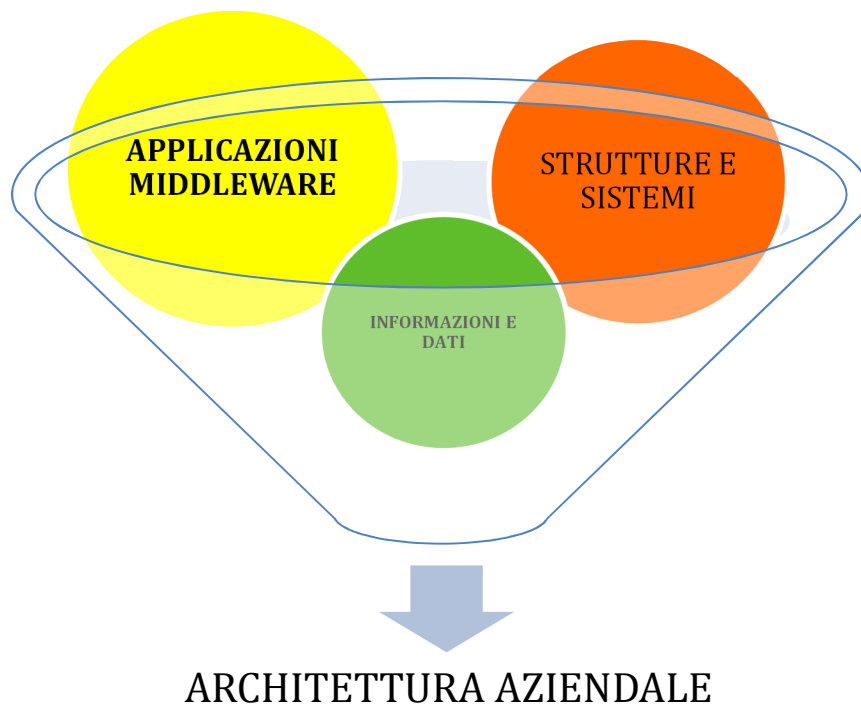 APPLICAZIONI
MIDDLEWARE
STRUTTURE E
SISTEMI
INFORMAZIONI E
DATI
ARCHITETTURA AZIENDALE